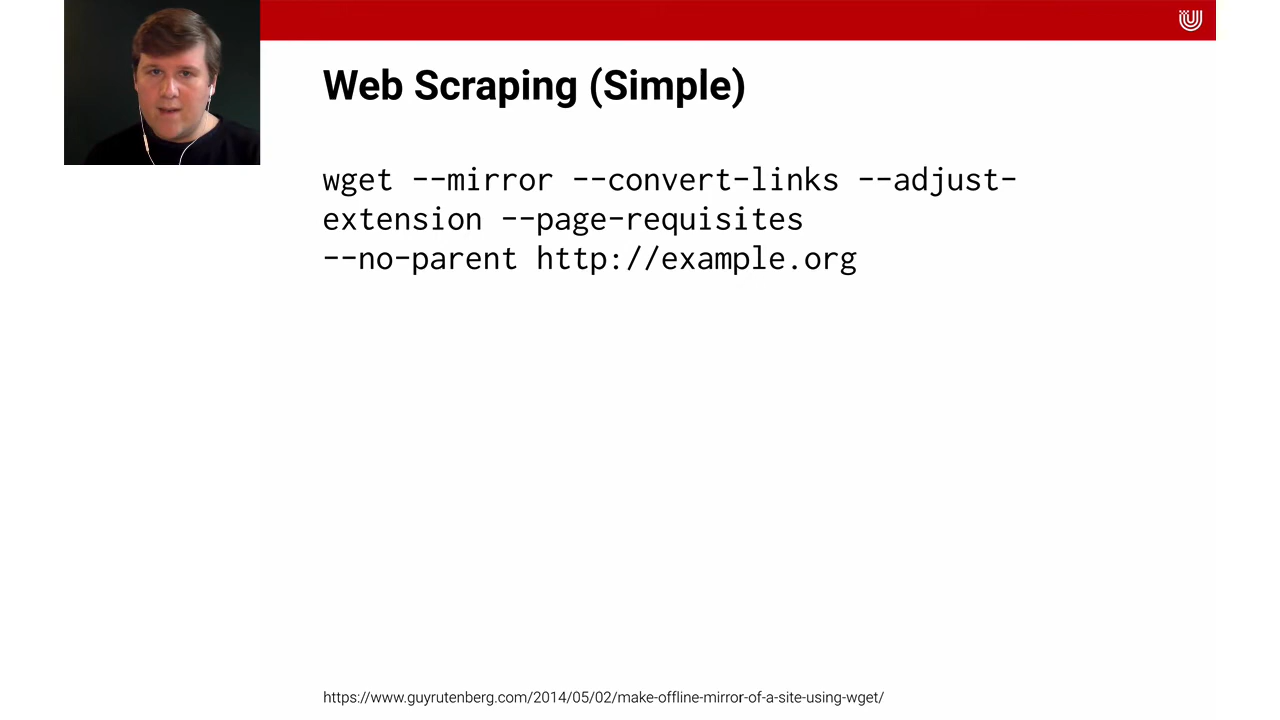 Web Scraping (Simple)
wget --mirror --convert-links --adjust-
extension --page-requisites
--no-parent http://example.org
https://www.guyrutenberg.com/2014/05/02/make-offline-mirror-of-a-site-using-wget/